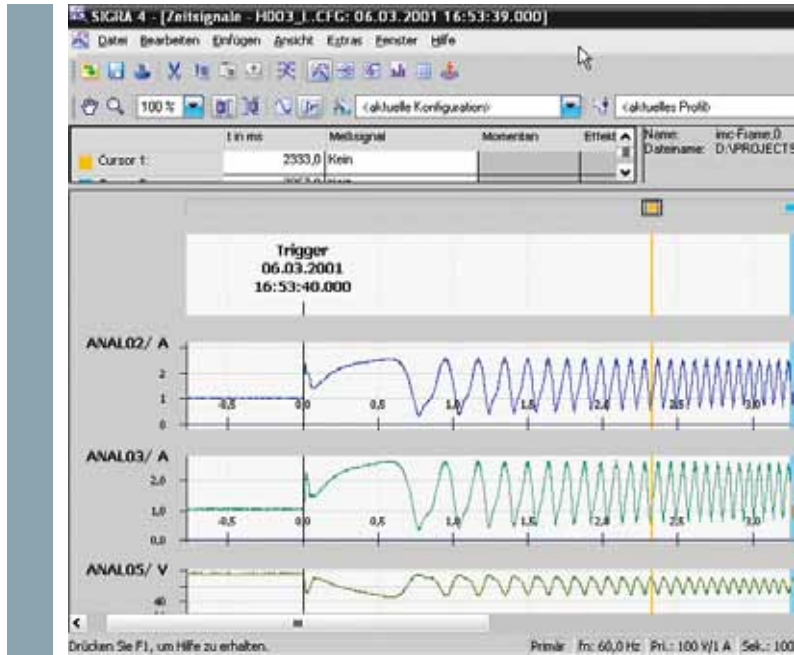 SIGRA 4 - [Zeitsignale - H003_L.CFG: 06.03.2001 16:53:39.000]
Datei Bearbeiten Einfügen Ansicht Extras Fenster Hilfe
100 % <aktuelle Konfiguration> <aktuelles Profil>
t in ms Meßsignal Momentan Effekt Name: imc-Frame,0
Cursor 1: 2333,0 Kein Dateiname: D:\PROJECTS
Trigger
06.03.2001
16:53:40.000
ANAL02/ A
2
1
0
-0,5 0,0 0,5 1,0 1,5 2,0 2,5 3,0
ANAL03/ A
2,0
1,0
0,0
-0,5 0,0 0,5 1,0 1,5 2,0 2,5 3,0
ANAL05/ V
40
Drücken Sie F1, um Hilfe zu erhalten. Primär fn: 60,0 Hz Pri.: 100 V/1 A Sek.: 100